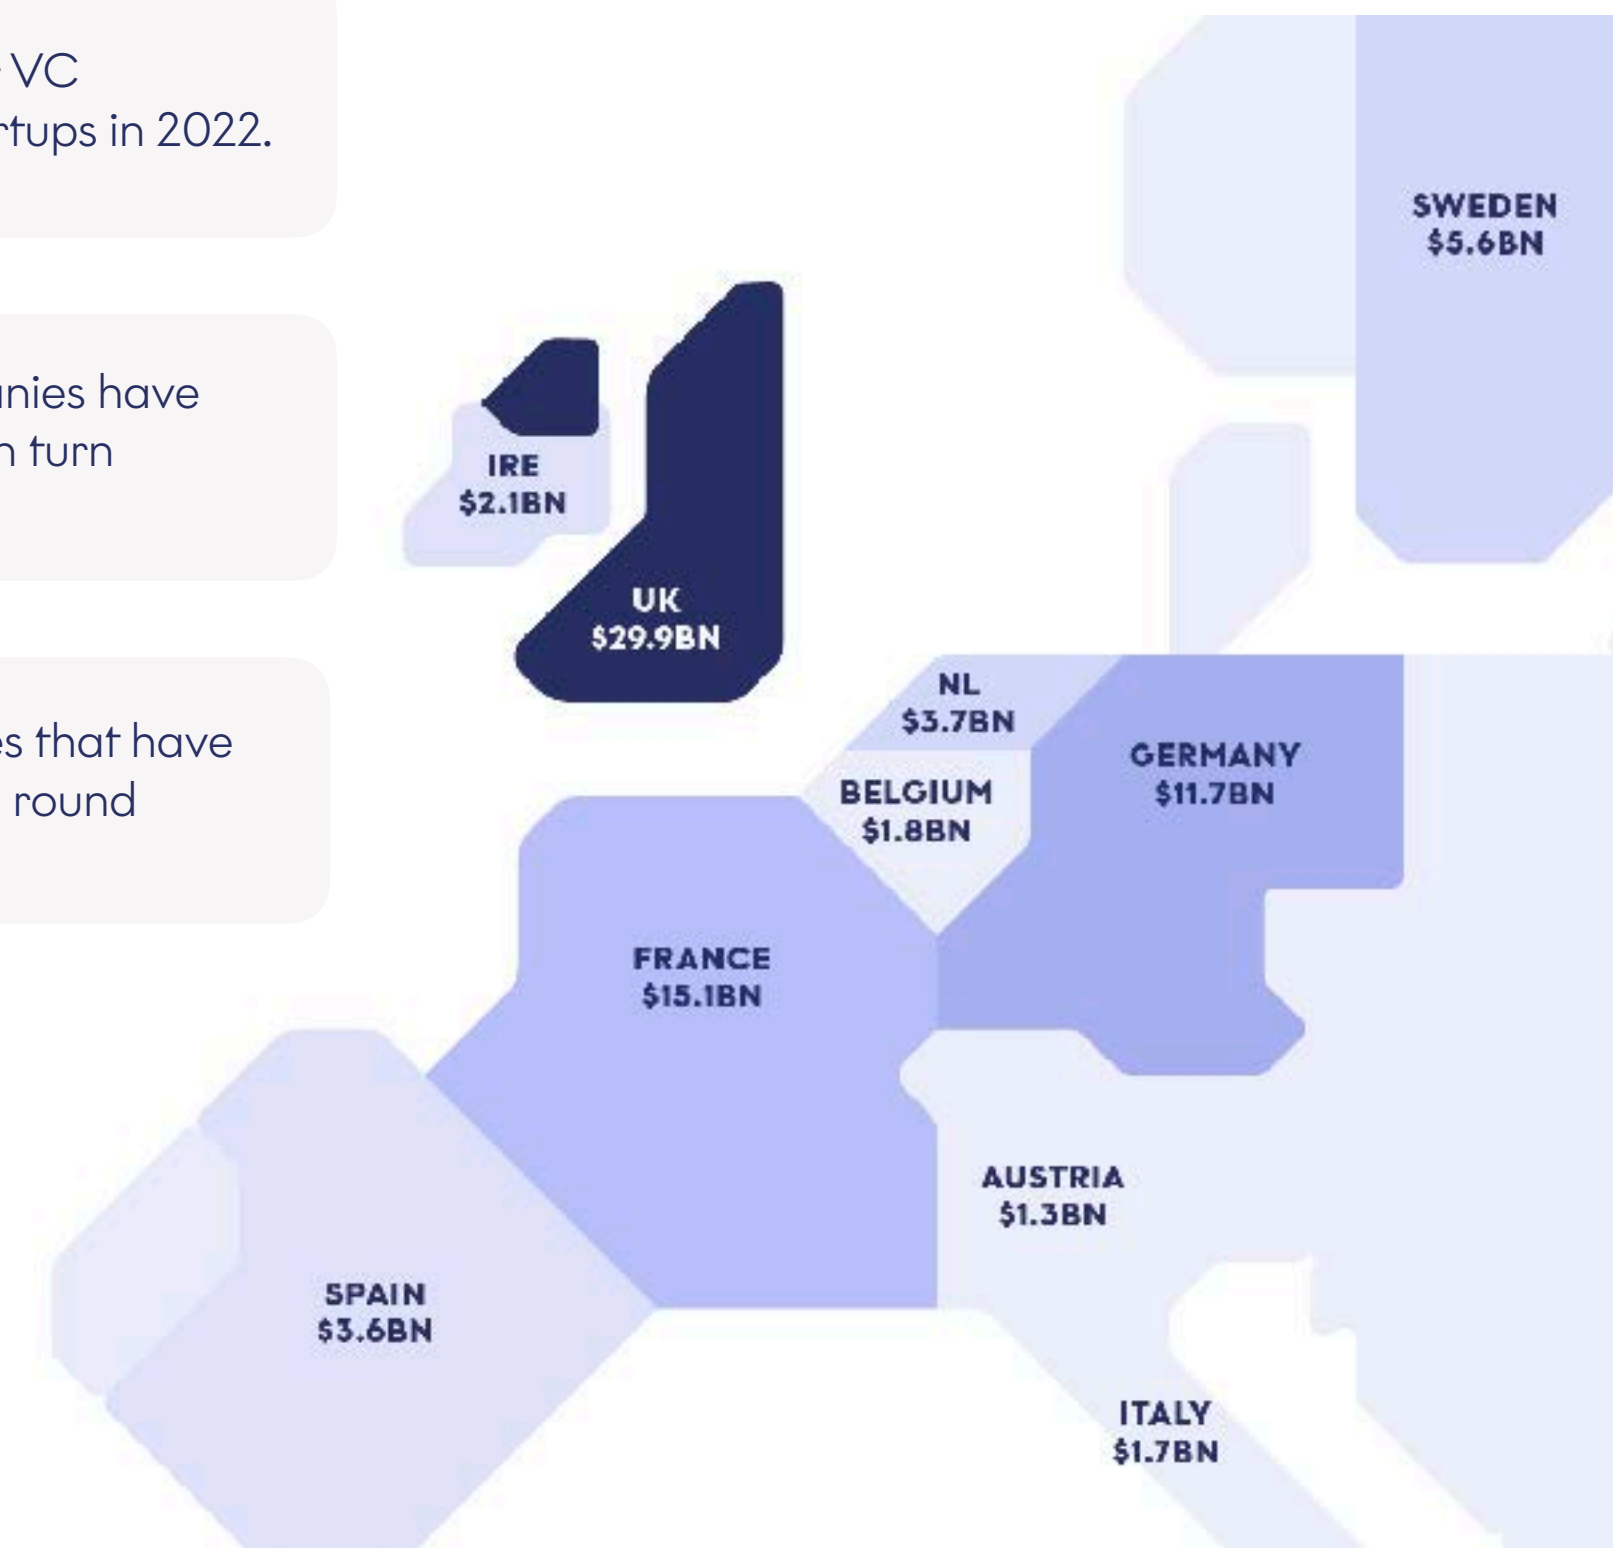 VC
rtups in 2022.
nies have
n turn
es that have
round
SWEDEN
$5.6BN
IRE
$2.1BN
UK
$29.9BN
NL
$3.7BN
BELGIUM
$1.8BN
GERMANY
$11.7BN
FRANCE
$15.1BN
AUSTRIA
$1.3BN
SPAIN
$3.6BN
ITALY
$1.7BN